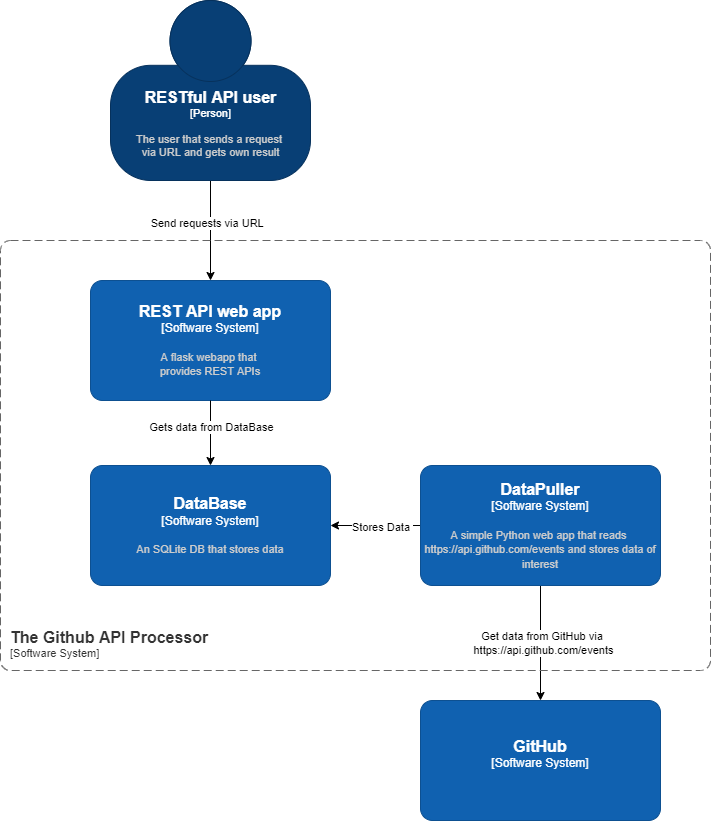 RESTful API user
[Person]
The user that sends a request
via URL and gets own result
Send requests via URL
REST API web app
[Software System]
A flask webapp that
provides REST APIs
Gets data from DataBase
DataBase
[Software System]
An SQLite DB that stores data
Stores Data
DataPuller
[Software System]
A simple Python web app that reads
https://api.github.com/events and stores data of
interest
The Github API Processor
[Software System]
Get data from GitHub via
https://api.github.com/events
GitHub
[Software System]